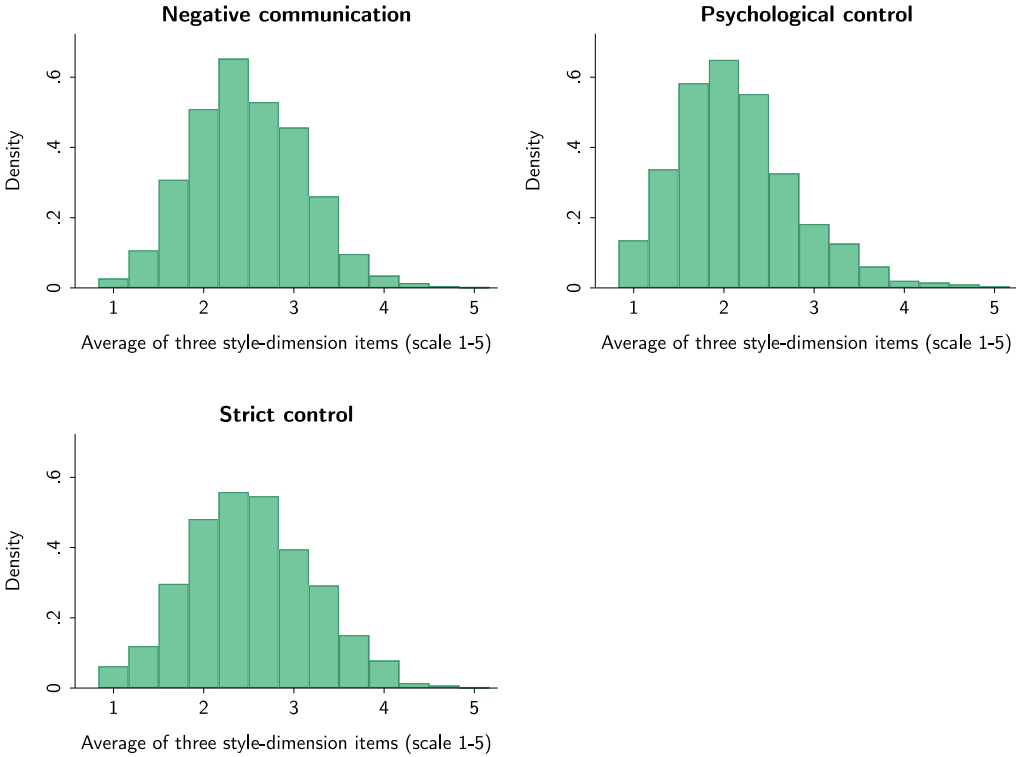 Negative communication
Density
.6
.4
.2
0
1 2 3 4 5
Average of three style-dimension items (scale 1-5)
Psychological control
Density
.6
.4
.2
0
1 2 3 4 5
Average of three style-dimension items (scale 1-5)
Strict control
Density
.6
.4
.2
0
1 2 3 4 5
Average of three style-dimension items (scale 1-5)